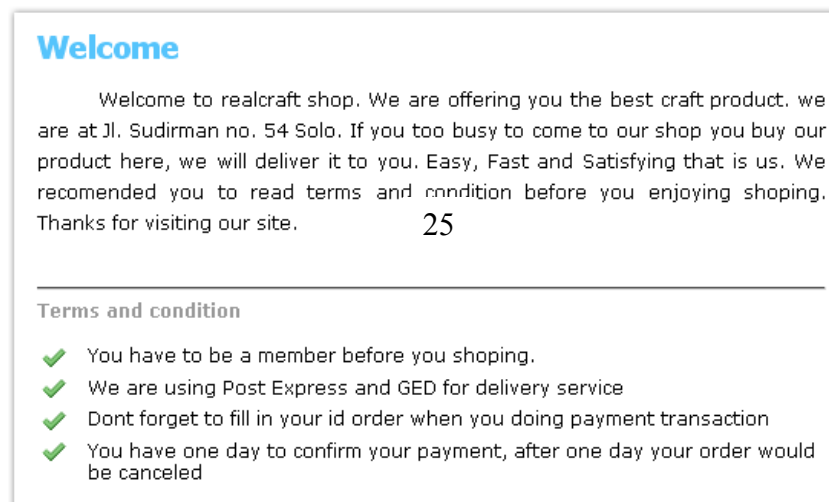 Welcome
Welcome to realcraft shop. We are offering you the best craft product. we
are at Jl. Sudirman no. 54 Solo. If you too busy to come to our shop you buy our
product here, we will deliver it to you. Easy, Fast and Satisfying that is us. We
recomended you to read terms and condition before you enjoying shoping.
Thanks for visiting our site.
25
Terms and condition
You have to be a member before you shoping.
We are using Post Express and GED for delivery service
Dont forget to fill in your id order when you doing payment transaction
You have one day to confirm your payment, after one day your order would
be canceled